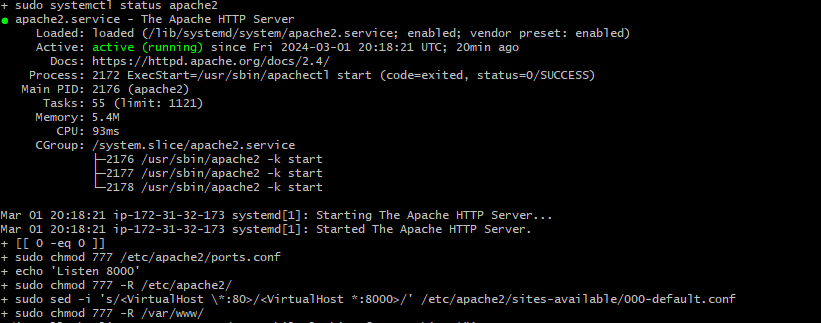 + sudo systemctl status apache2
● apache2.service - The Apache HTTP Server
     Loaded: loaded (/lib/systemd/system/apache2.service; enabled; vendor preset: enabled)
     Active: active (running) since Fri 2024-03-01 20:18:21 UTC; 20min ago
       Docs: https://httpd.apache.org/docs/2.4/
    Process: 2172 ExecStart=/usr/sbin/apachectl start (code=exited, status=0/SUCCESS)
   Main PID: 2176 (apache2)
      Tasks: 55 (limit: 1121)
     Memory: 5.4M
        CPU: 93ms
     CGroup: /system.slice/apache2.service
             ├─2176 /usr/sbin/apache2 -k start
             ├─2177 /usr/sbin/apache2 -k start
             └─2178 /usr/sbin/apache2 -k start
Mar 01 20:18:21 ip-172-31-32-173 systemd[1]: Starting The Apache HTTP Server...
Mar 01 20:18:21 ip-172-31-32-173 systemd[1]: Started The Apache HTTP Server.
+ [[ 0 -eq 0 ]]
+ sudo chmod 777 /etc/apache2/ports.conf
+ echo 'Listen 8000'
+ sudo chmod 777 -R /etc/apache2/
+ sudo sed -i 's/<VirtualHost \*:80>/<VirtualHost *:8000>/' /etc/apache2/sites-available/000-default.conf
+ sudo chmod 777 -R /var/www/